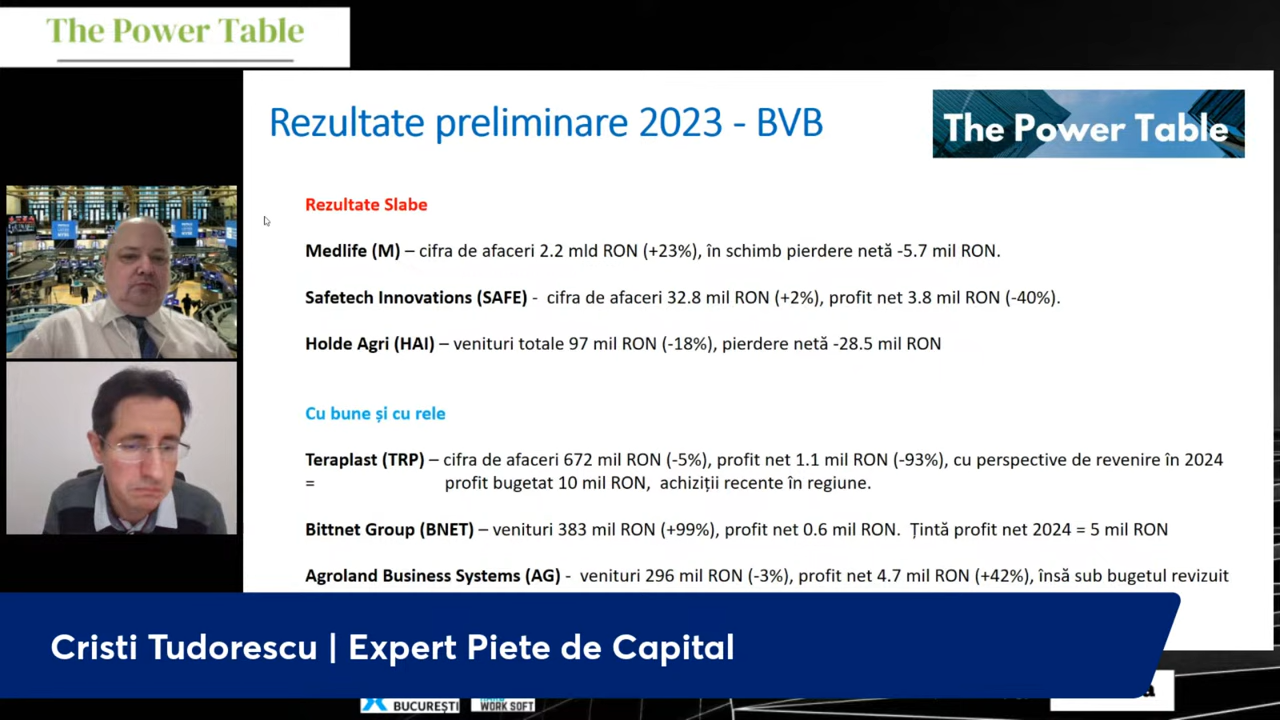 The Power Table
Rezultate preliminare 2023 - BVB
The Power Table
Rezultate Slabe
Medlife (M) – cifra de afaceri 2.2 mld RON (+23%), în schimb pierdere netă -5.7 mil RON.
Safetech Innovations (SAFE) - cifra de afaceri 32.8 mil RON (+2%), profit net 3.8 mil RON (-40%).
Holde Agri (HAI) – venituri totale 97 mil RON (-18%), pierdere netă -28.5 mil RON
Cu bune și cu rele
Teraplast (TRP) – cifra de afaceri 672 mil RON (-5%), profit net 1.1 mil RON (-93%), cu perspective de revenire în 2024
= profit bugetat 10 mil RON, achiziții recente în regiune.
Bittnet Group (BNET) – venituri 383 mil RON (+99%), profit net 0.6 mil RON. Țintă profit net 2024 = 5 mil RON
Agroland Business Systems (AG) - venituri 296 mil RON (-3%), profit net 4.7 mil RON (+42%), însă sub bugetul revizuit
Cristi Tudorescu | Expert Piete de Capital
BUCUREȘTI
WORK SOFT